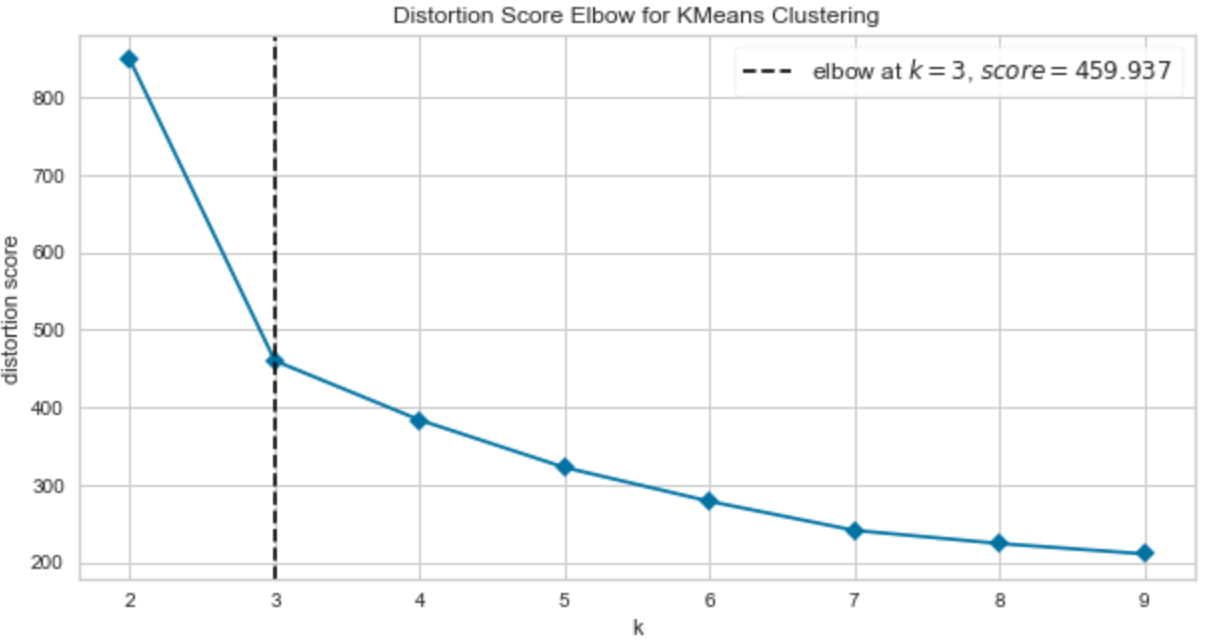 Distortion Score Elbow for KMeans Clustering
elbow at k = 3, score = 459.937
distortion score
800
700
600
500
400
300
200
2 3 4 5 6 7 8 9
k